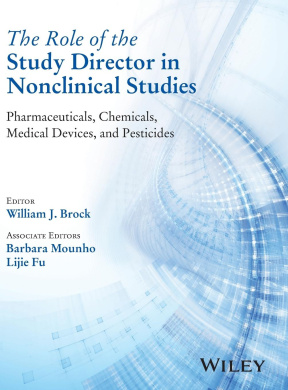 The Role of the
Study Director in
Nonclinical Studies
Pharmaceuticals, Chemicals,
Medical Devices, and Pesticides
EDITOR
William J. Brock
ASSOCIATE EDITORS
Barbara Mounho
Lijie Fu
WILEY